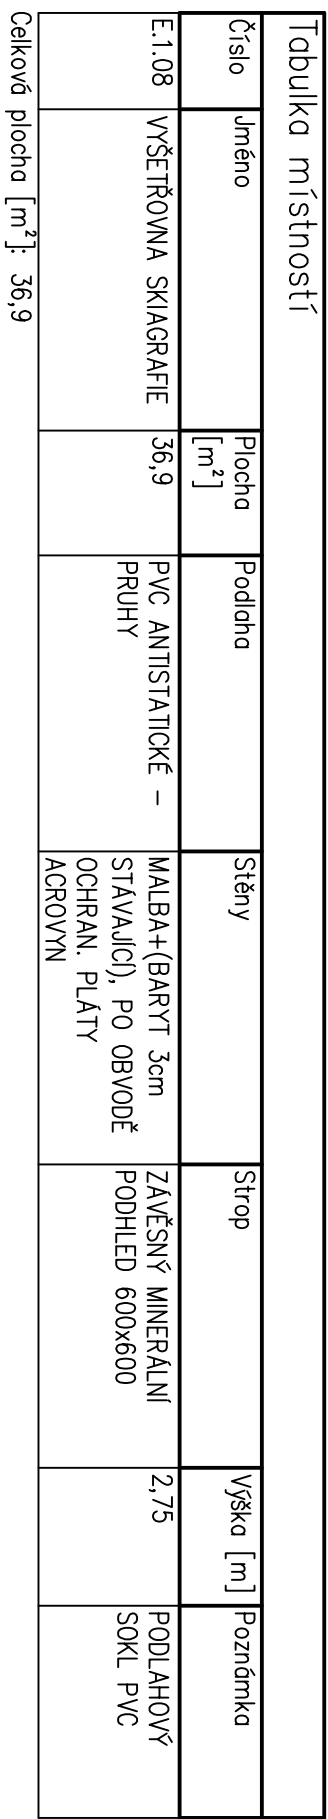 Tabulka místností
Číslo
Jméno
Plocha
[m²]
Podlaha
Stěny
Strop
Výška [m]
Poznámka
E.1.08
VYŠETŘOVNA SKIAGRAFIE
36,9
PVC ANTISTATICKÉ –
PRUHY
MALBA+(BARYT 3cm
STÁVAJÍCÍ), PO OBVODĚ
OCHRAN. PLÁTY
ACROVYN
ZÁVĚSNÝ MINERÁLNÍ
PODHLED 600x600
2,75
PODLAHOVÝ
SOKL PVC
Celková plocha [m²]: 36,9